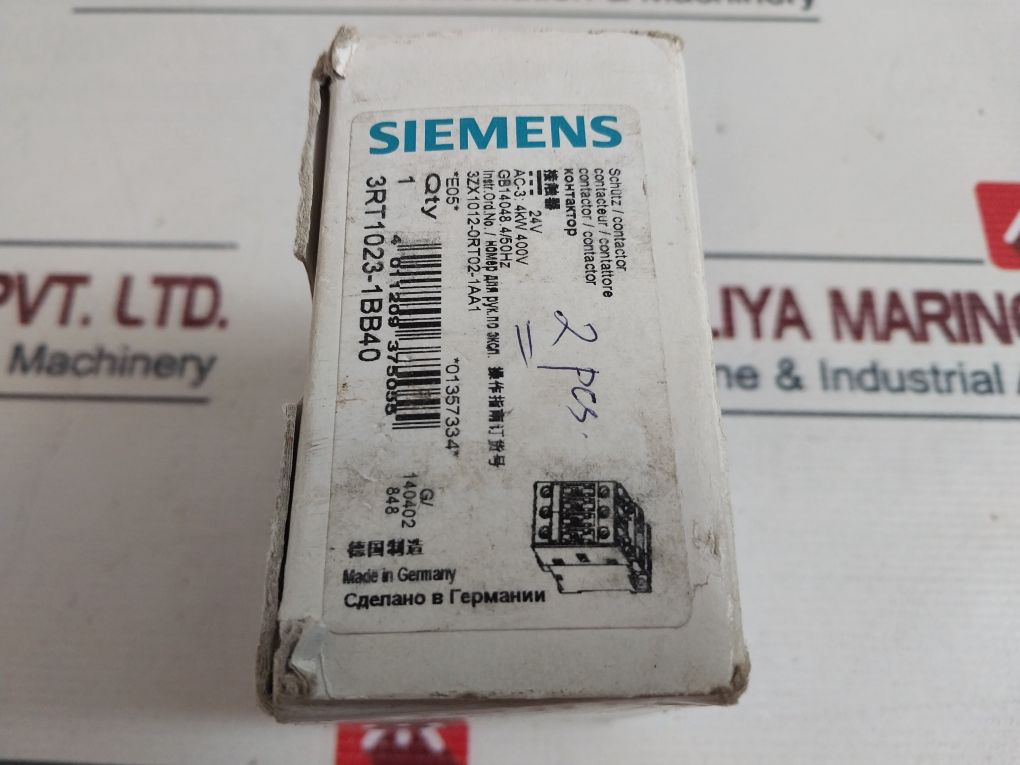 & Machinery
SIEMENS
Schütz / contactor
contacteur / contattore
contactor / contactor
контактор
接触器
24V
AC-3: 4kW 400V
GB14048.4/50Hz
Instr.Ord.No. / номер для рук.по эксп. 操作指南订货号
3ZX1012-0RT02-1AA1
*E05* *01357334*
Qty
1
4 011209 375055
3RT1023-1BB40
G/
140402
848
2 pcs.
德国制造
Made in Germany
Сделано в Германии
PVT. LTD.
Machinery
LIYA MARINE
ne & Industrial